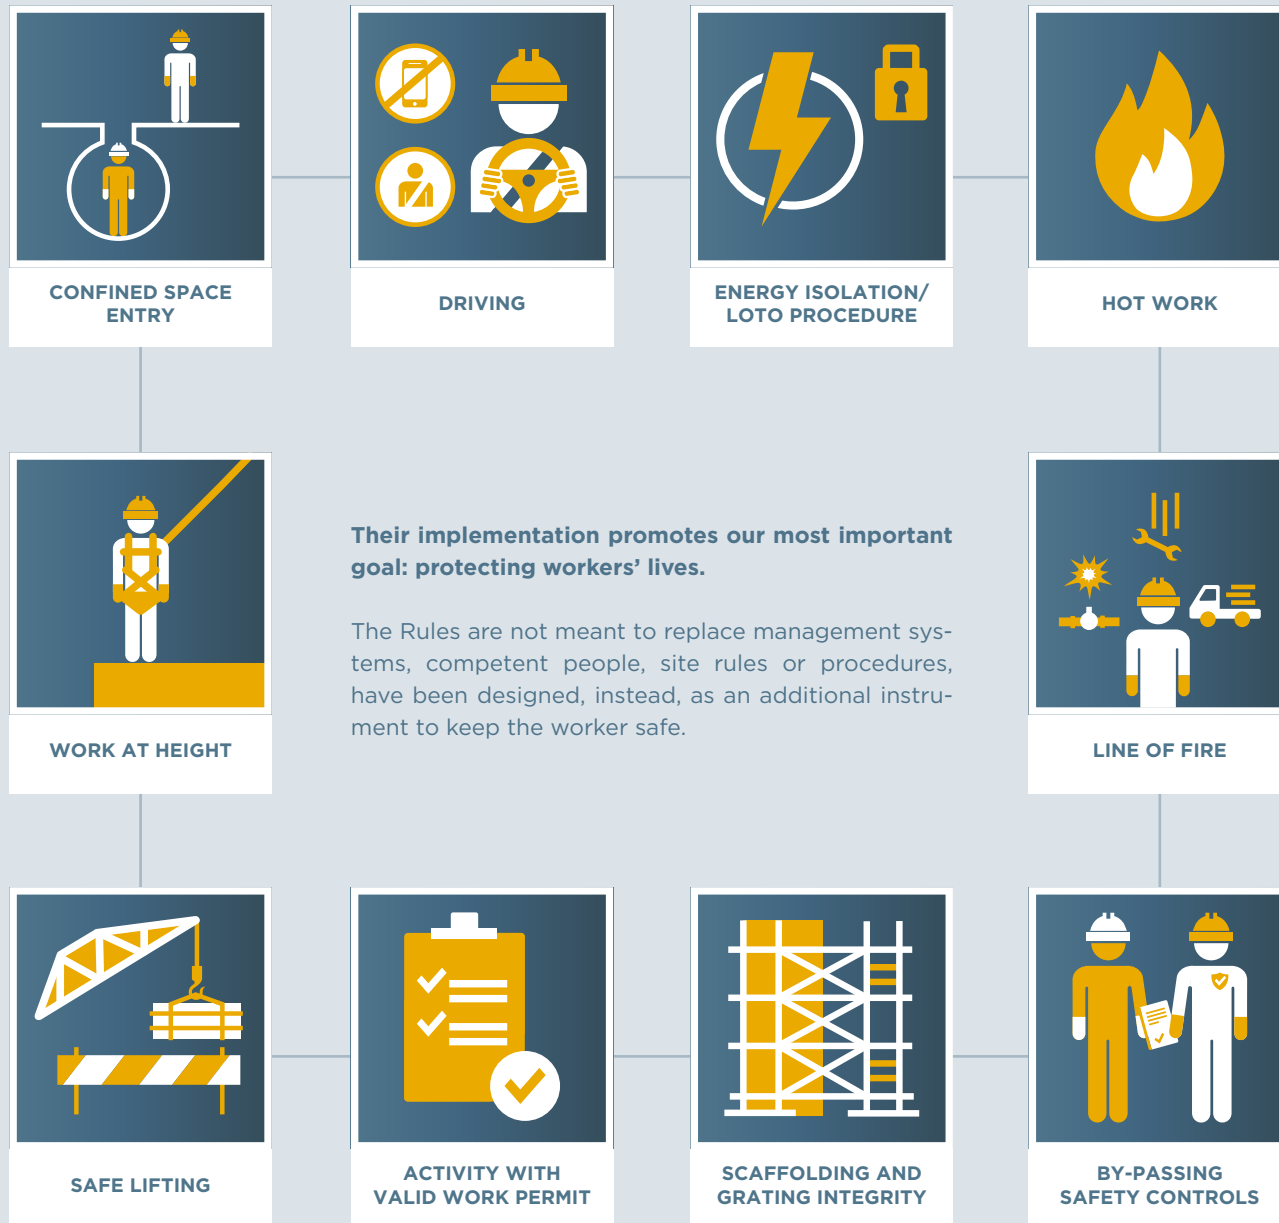 CONFINED SPACE
ENTRY
DRIVING
ENERGY ISOLATION/
LOTO PROCEDURE
HOT WORK
WORK AT HEIGHT
Their implementation promotes our most important
goal: protecting workers’ lives.
The Rules are not meant to replace management sys-
tems, competent people, site rules or procedures,
have been designed, instead, as an additional instru-
ment to keep the worker safe.
LINE OF FIRE
SAFE LIFTING
ACTIVITY WITH
VALID WORK PERMIT
SCAFFOLDING AND
GRATING INTEGRITY
BY-PASSING
SAFETY CONTROLS